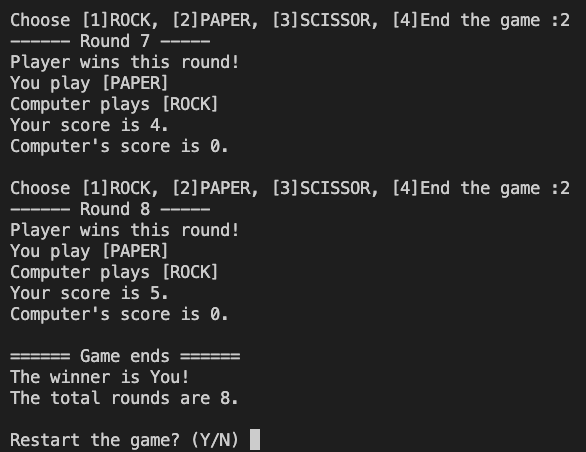 Choose [1]ROCK, [2]PAPER, [3]SCISSOR, [4]End the game :2
------ Round 7 -----
Player wins this round!
You play [PAPER]
Computer plays [ROCK]
Your score is 4.
Computer's score is 0.
Choose [1]ROCK, [2]PAPER, [3]SCISSOR, [4]End the game :2
------ Round 8 -----
Player wins this round!
You play [PAPER]
Computer plays [ROCK]
Your score is 5.
Computer's score is 0.
====== Game ends ======
The winner is You!
The total rounds are 8.
Restart the game? (Y/N)